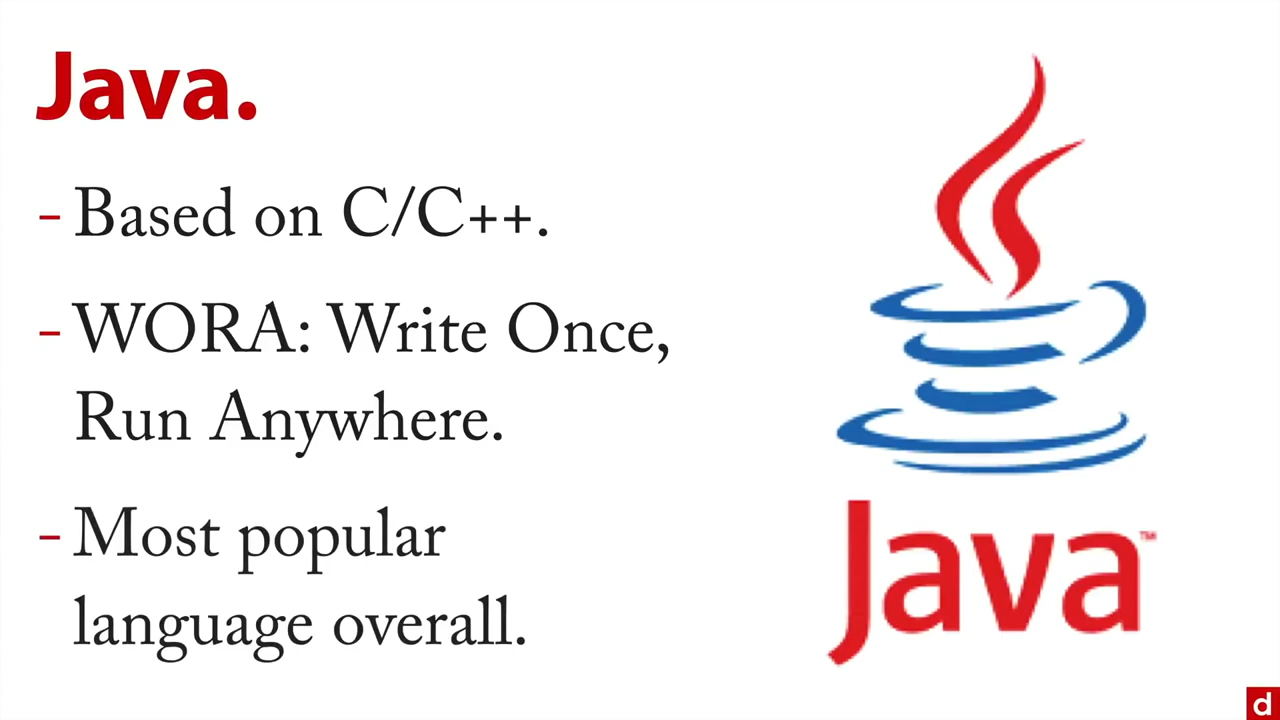 Java.
- Based on C/C++.
- WORA: Write Once,
Run Anywhere.
- Most popular
language overall.
Java™
d